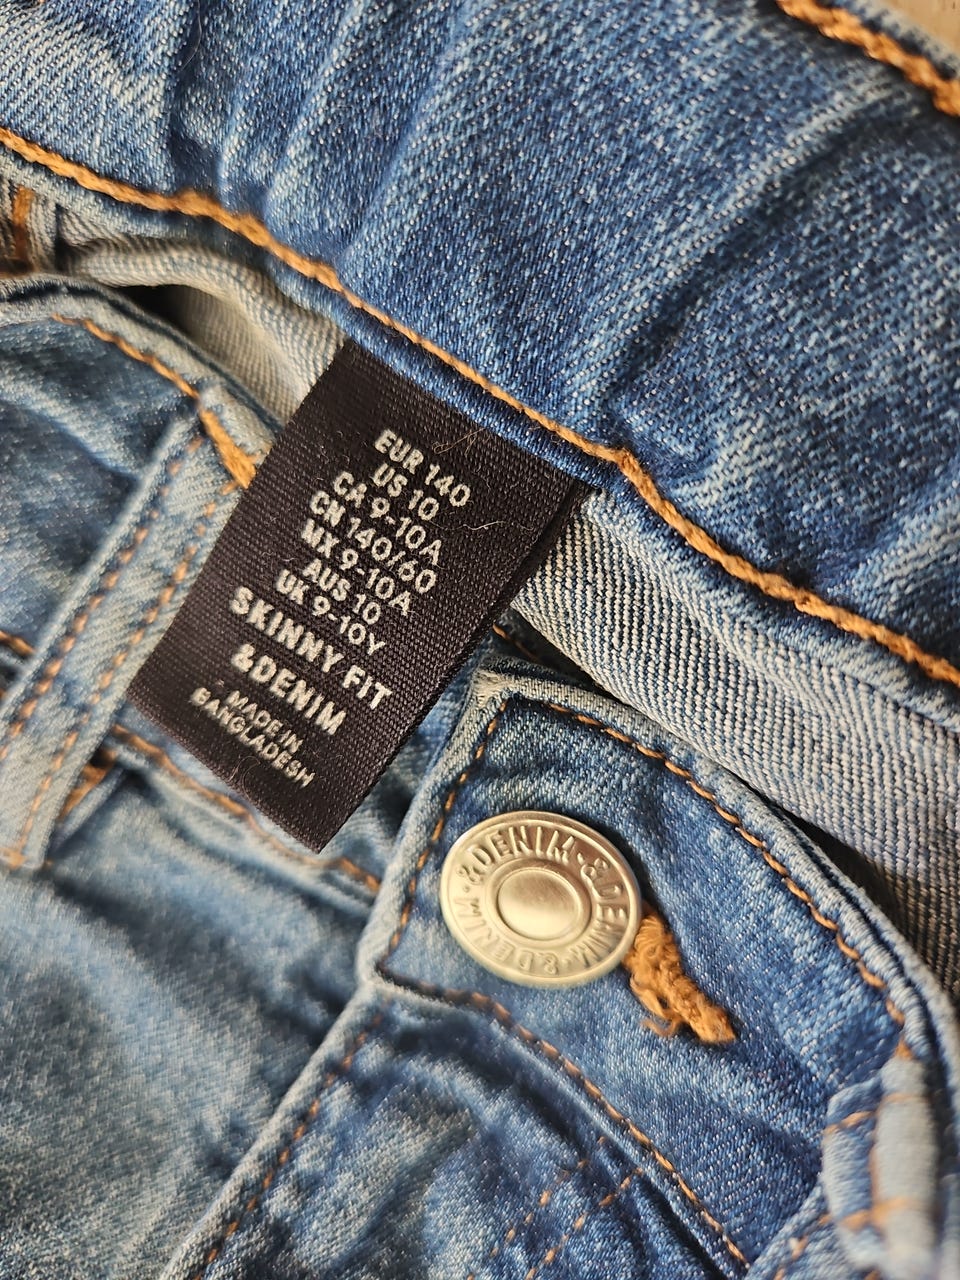 EUR 140
US 10
CA 9-10A
CN 140/60
MX 9-10A
AUS 10
UK 9-10Y
SKINNY FIT
&DENIM
MADE IN
BANGLADESH
&DENIM · &DENIM · &DENIM ·